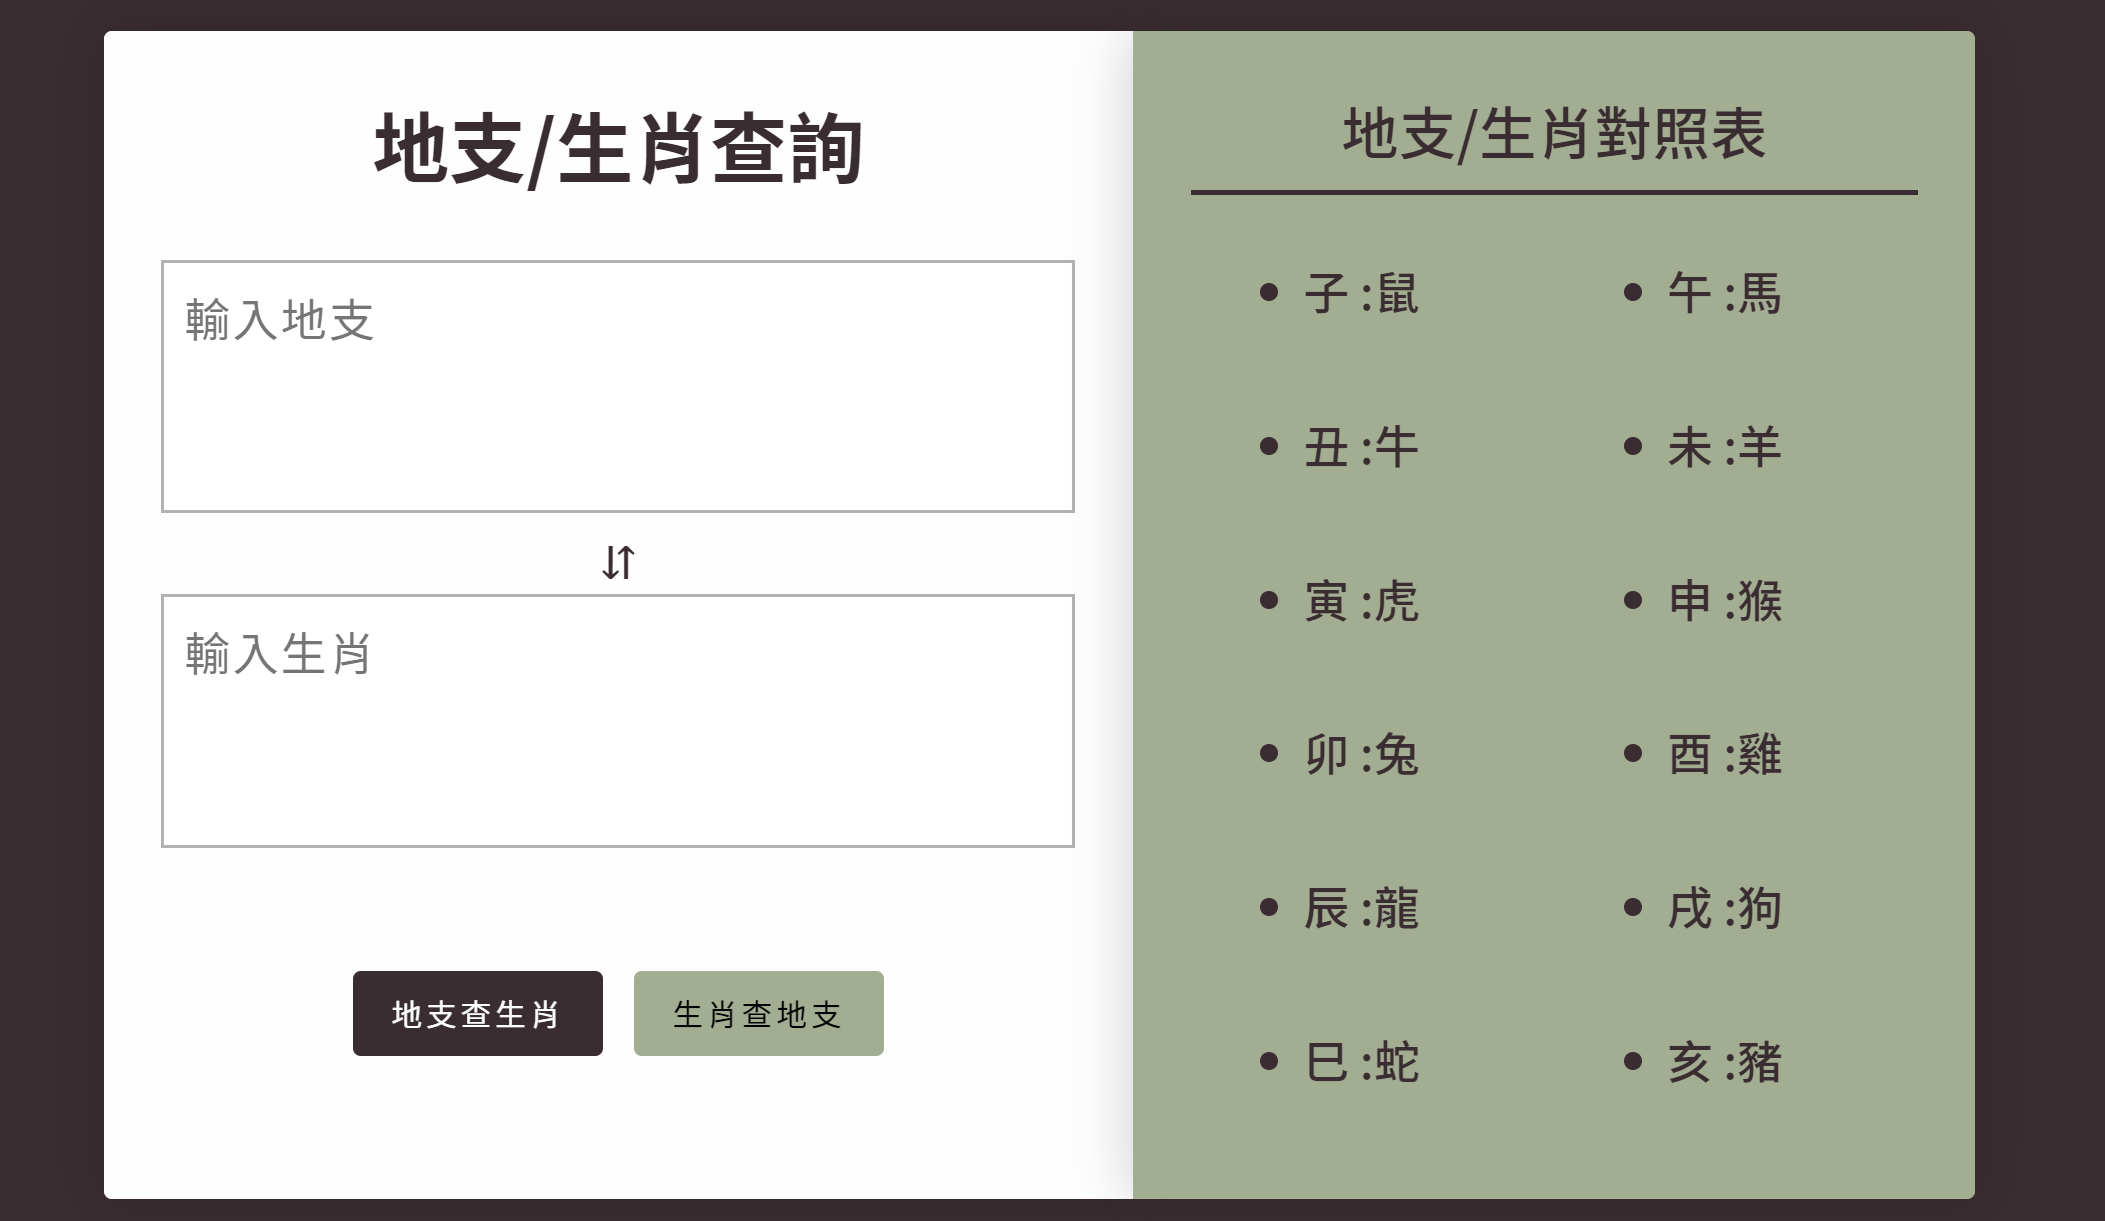 地支/生肖查詢
輸入地支
⇵
輸入生肖
地支查生肖
生肖查地支
地支/生肖對照表
子 :鼠
丑 :牛
寅 :虎
卯 :兔
辰 :龍
巳 :蛇
午 :馬
未 :羊
申 :猴
酉 :雞
戌 :狗
亥 :豬